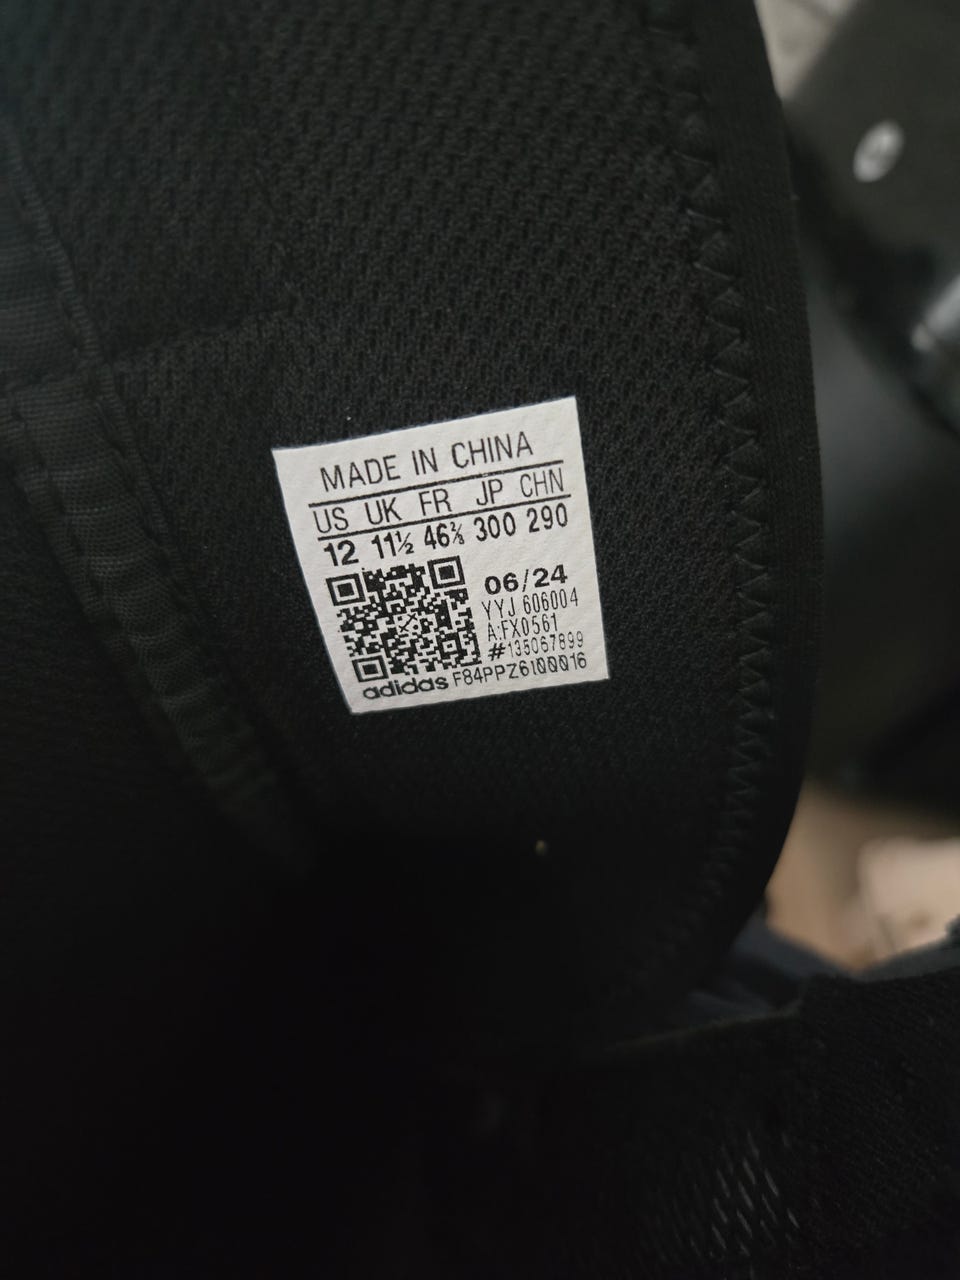 MADE IN CHINA
US UK FR JP CHN
12 11½ 46⅔ 300 290
06/24
YYJ 606004
A:FX0561
#135067899
adidas F84PPZ6100016